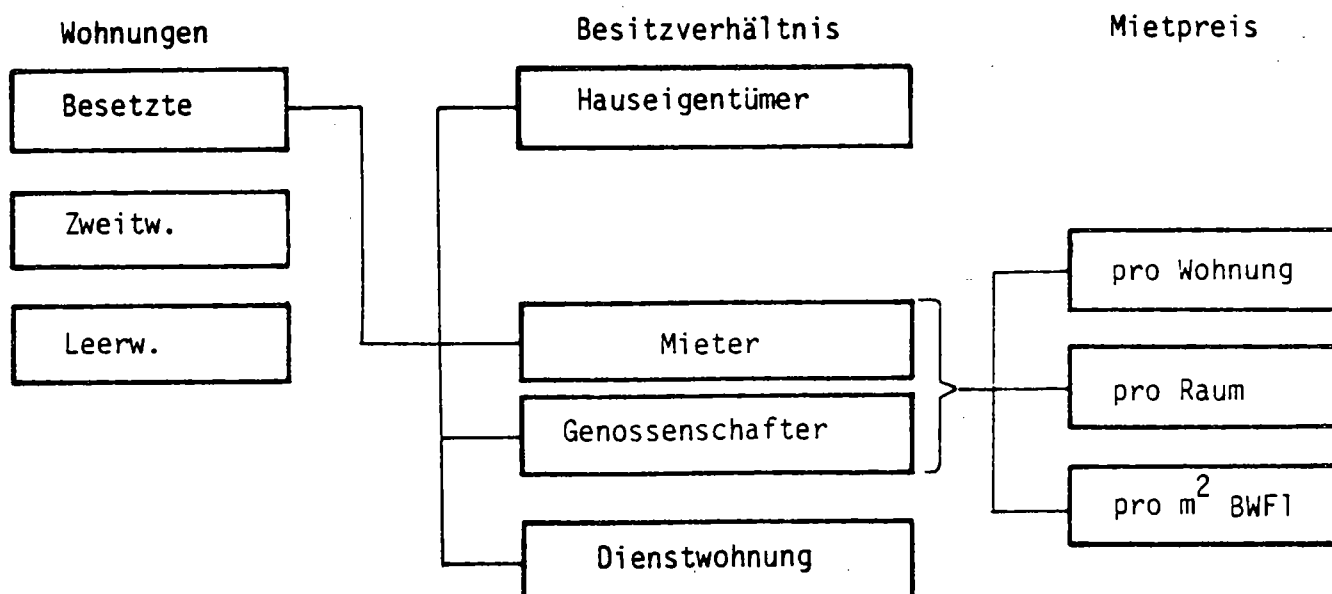 Wohnungen
Besitzverhältnis
Mietpreis
Besetzte
Zweitw.
Leerw.
Hauseigentümer
Mieter
Genossenschafter
Dienstwohnung
pro Wohnung
pro Raum
pro m² BWFl